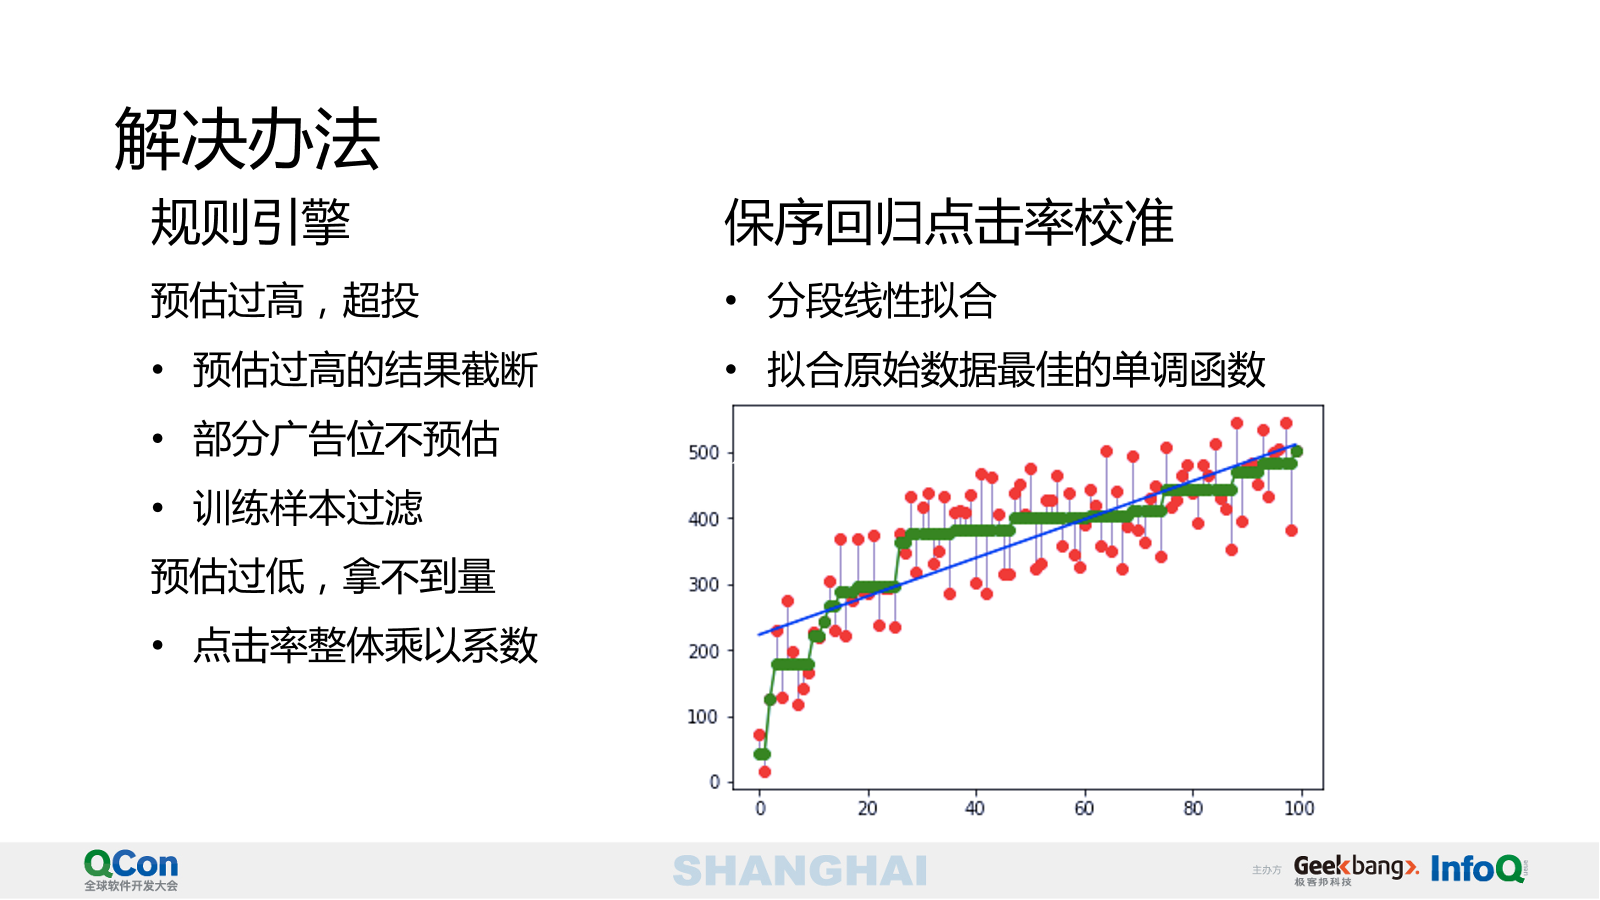 解决办法
规则引擎
预估过高，超投
• 预估过高的结果截断
• 部分广告位不预估
• 训练样本过滤
预估过低，拿不到量
• 点击率整体乘以系数
保序回归点击率校准
• 分段线性拟合
• 拟合原始数据最佳的单调函数
500
400
300
200
100
0
0 20 40 60 80 100
QCon
全球软件开发大会
SHANGHAI
主办方
Geekbang>.
极客邦科技
InfoQ